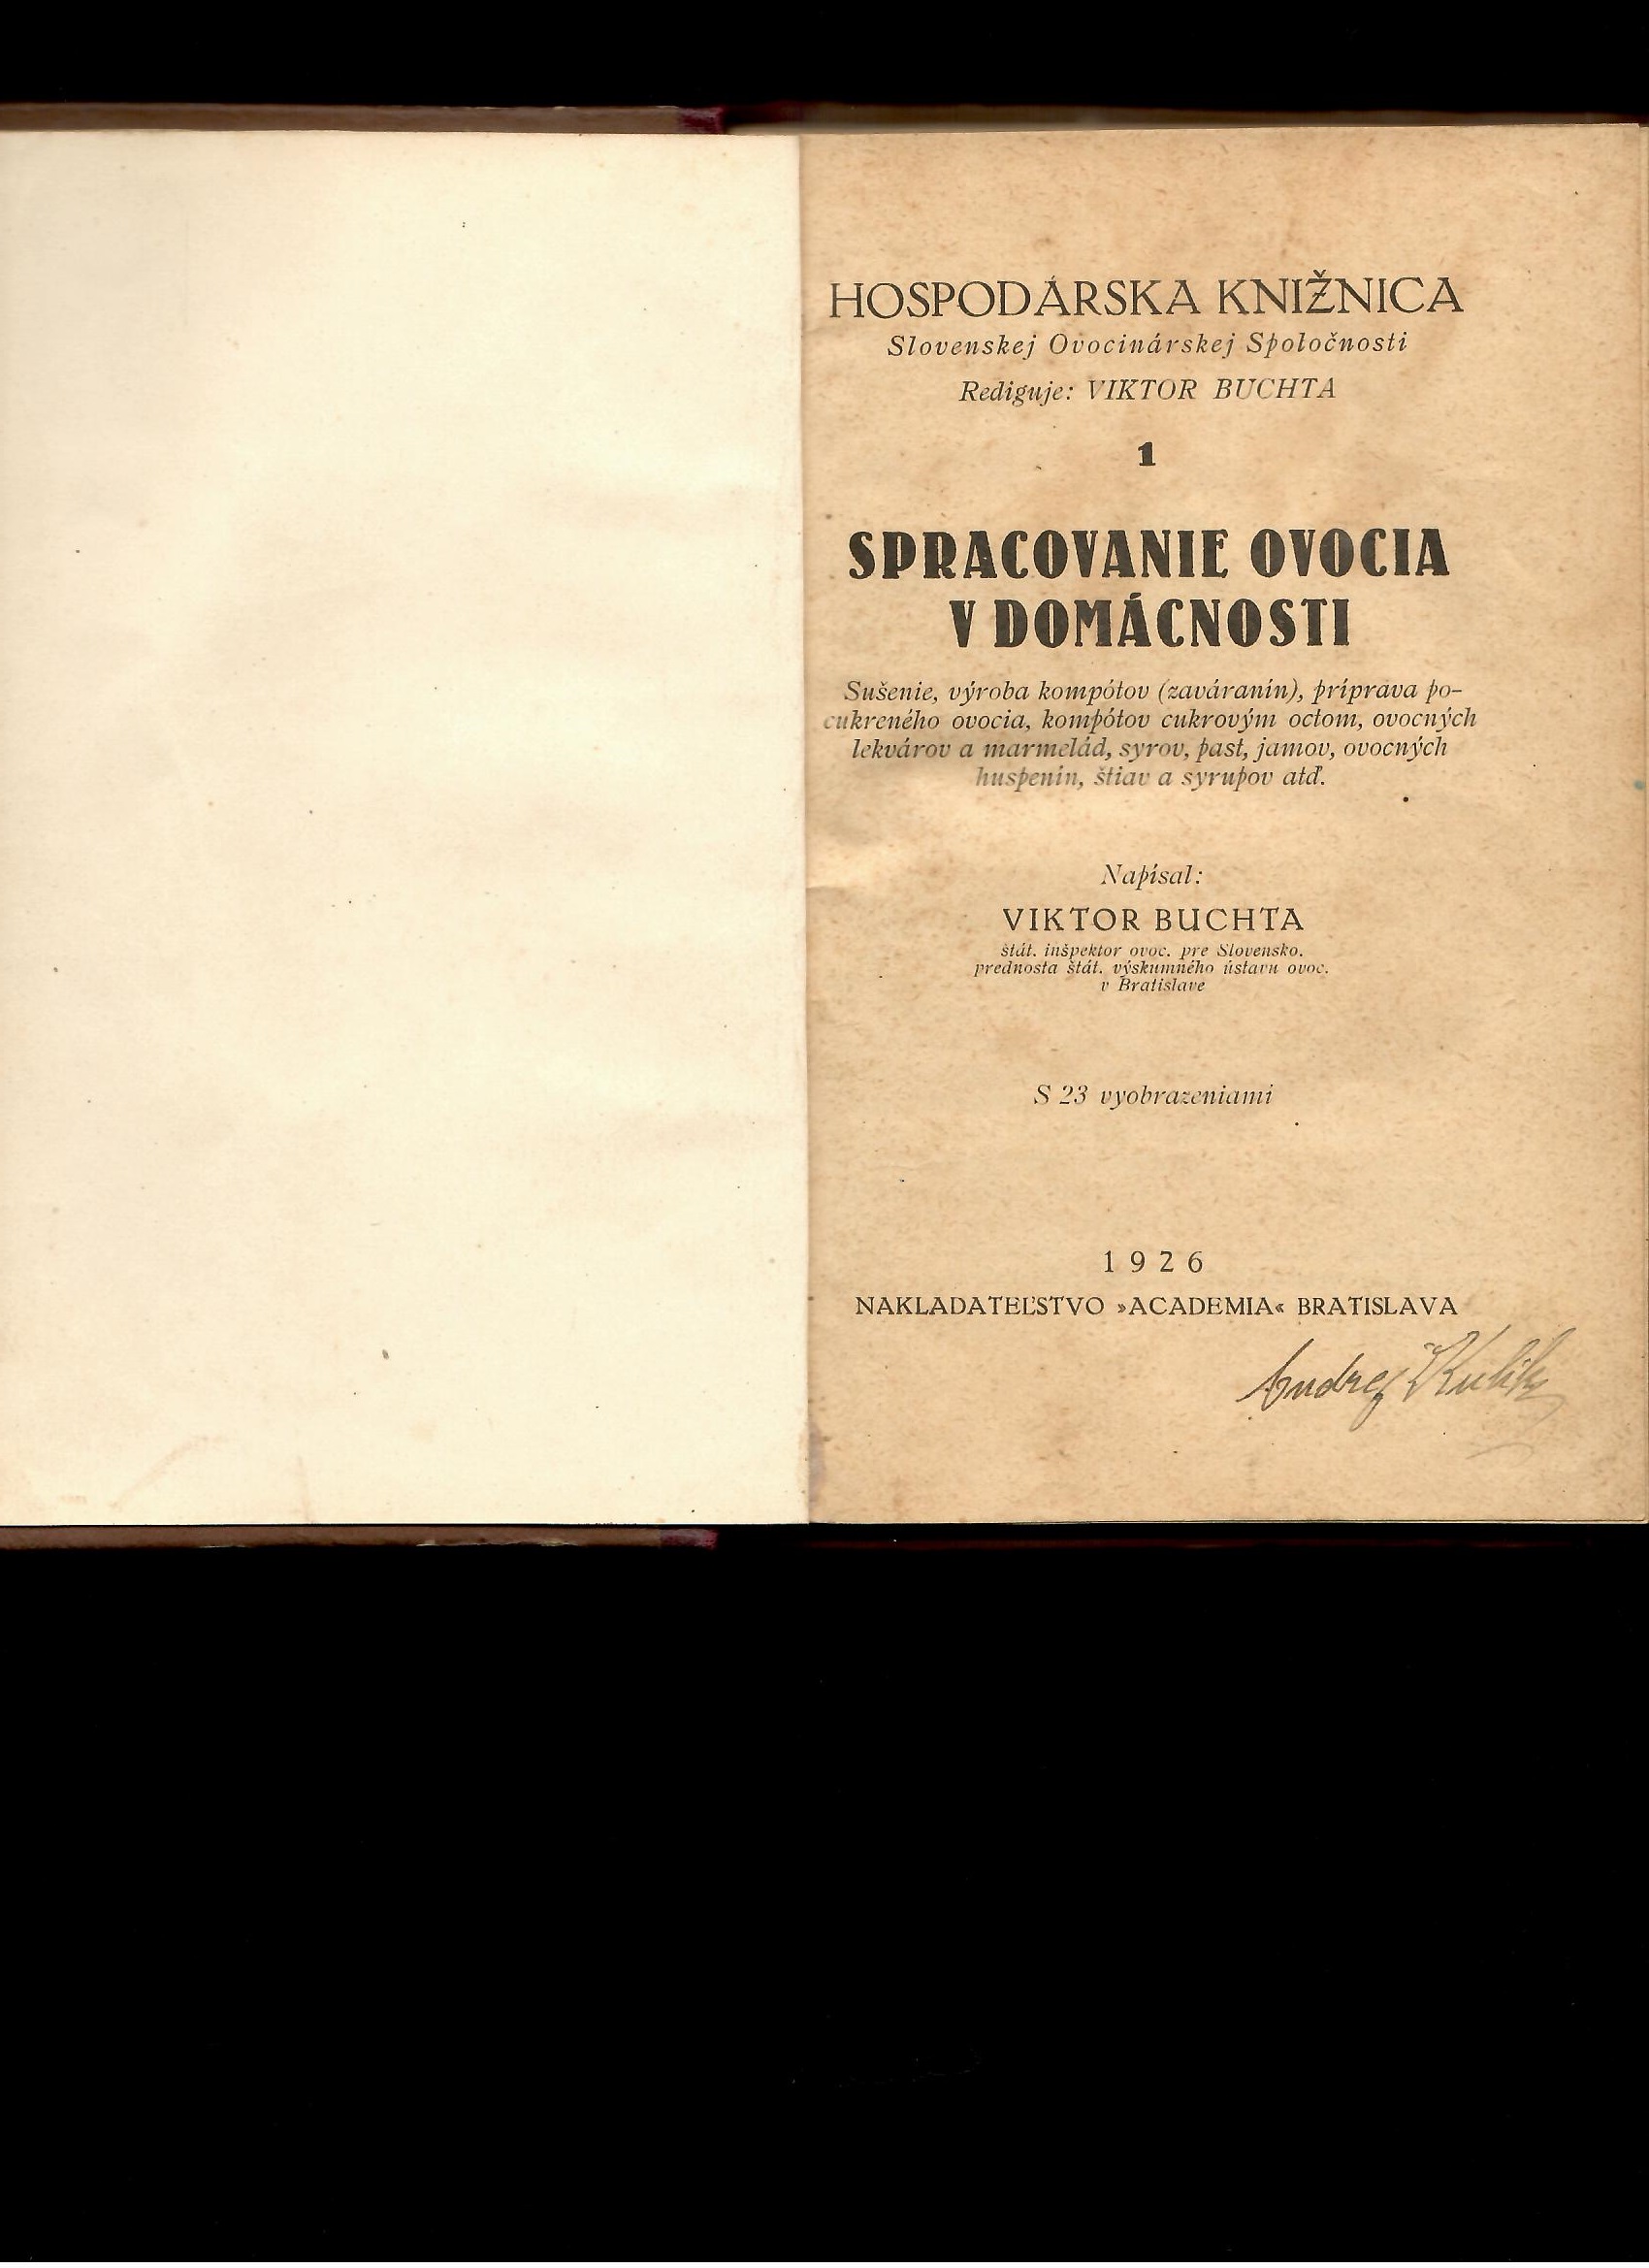 HOSPODÁRSKA KNIŽNICA
Slovenskej Ovocinárskej Spoločnosti
Rediguje: VIKTOR BUCHTA
1
SPRACOVANIE OVOCIA
V DOMÁCNOSTI
Sušenie, výroba kompótov (zaváranín), príprava po-
cukreného ovocia, kompótov cukrovým octom, ovocných
lekvárov a marmelád, syrov, past, jamov, ovocných
huspenín, štiav a syrupov atď.
Napísal:
VIKTOR BUCHTA
štát. inšpektor ovoc. pre Slovensko.
prednosta štát. výskumného ústavu ovoc.
v Bratislave
S 23 vyobrazeniami
1926
NAKLADATEĽSTVO »ACADEMIA« BRATISLAVA
Andrej Kulik